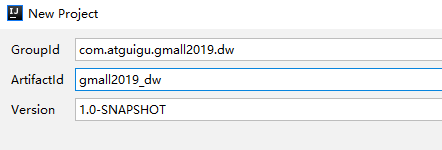 New Project
GroupId com.atguigu.gmall2019.dw
ArtifactId gmall2019_dw
Version 1.0-SNAPSHOT